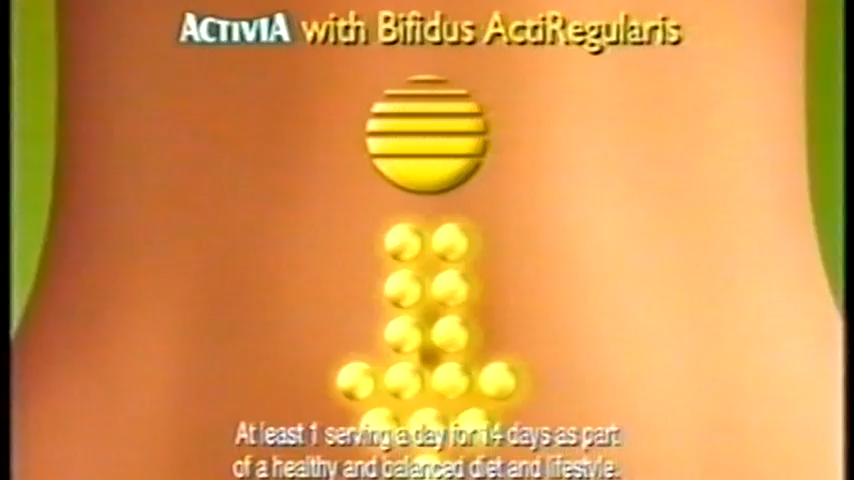 ACTIVIA with Bifidus ActiRegularis
At least 1 serving a day for 14 days as part
of a healthy and balanced diet and lifestyle.